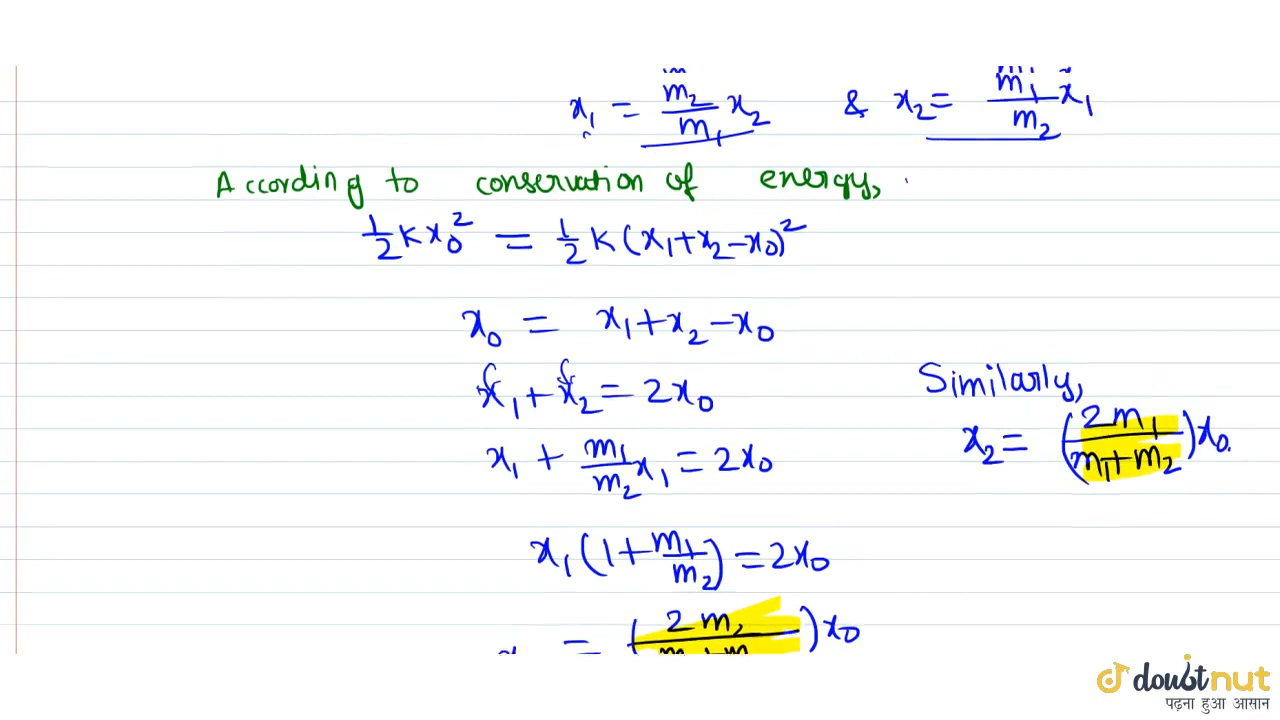 x₁ = m₂/m₁ x₂ & x₂ = m₁/m₂ x₁
According to conservation of energy,
1/2 K x₀² = 1/2 K (x₁+x₂-x₀)²
x₀ = x₁+x₂-x₀
x₁+x₂ = 2x₀
Similarly,
x₂ = (2m₁/(m₁+m₂)) x₀.
x₁ + m₁/m₂ x₁ = 2x₀
x₁ (1+m₁/m₂) = 2x₀
= (2m₂/) x₀
doubtnut
पढ़ना हुआ आसान